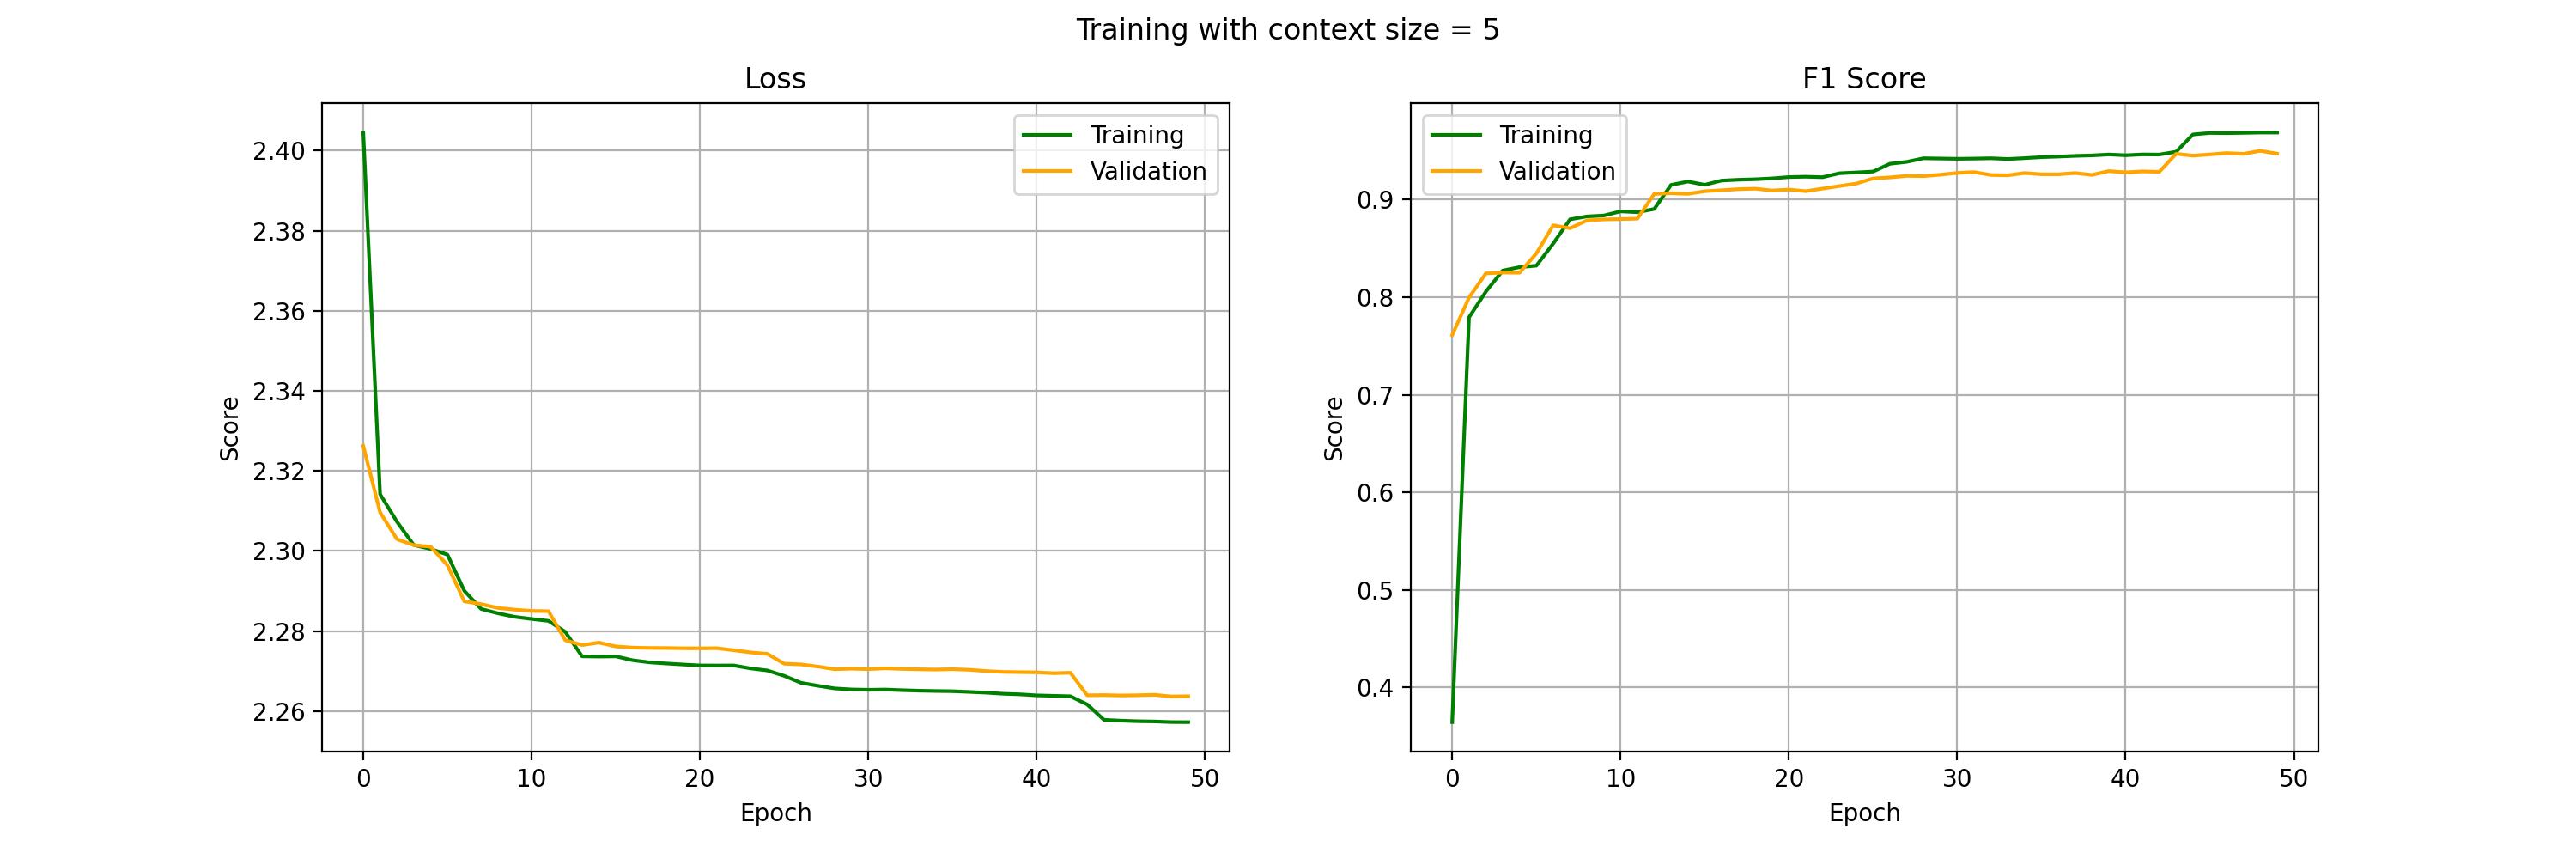 Training with context size = 5
Loss
2.40
2.38
2.36
2.34
2.32
2.30
2.28
2.26
Score
0 10 20 30 40 50
Epoch
Training
Validation
F1 Score
0.9
0.8
0.7
0.6
0.5
0.4
Score
0 10 20 30 40 50
Epoch
Training
Validation